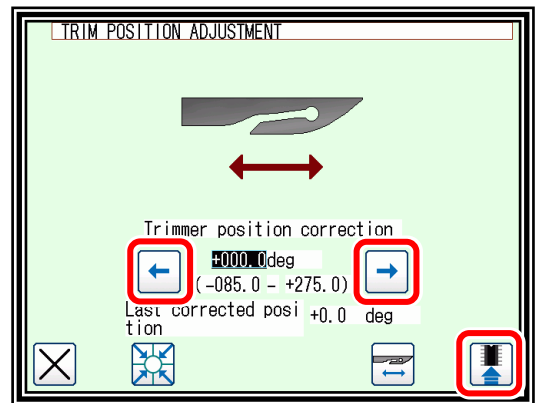 TRIM POSITION ADJUSTMENT
Trimmer position correction
+000.0deg
(-085.0 - +275.0)
Last corrected posi +0.0 deg
tion